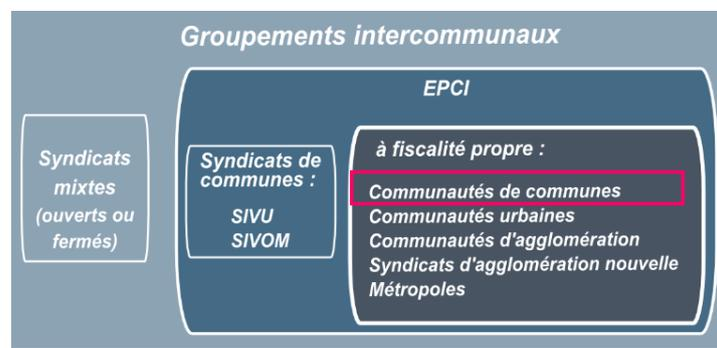 Groupements intercommunaux
EPCI
Syndicats
mixtes
(ouverts ou
fermés)
Syndicats de
communes :
SIVU
SIVOM
à fiscalité propre :
Communautés de communes
Communautés urbaines
Communautés d'agglomération
Syndicats d'agglomération nouvelle
Métropoles